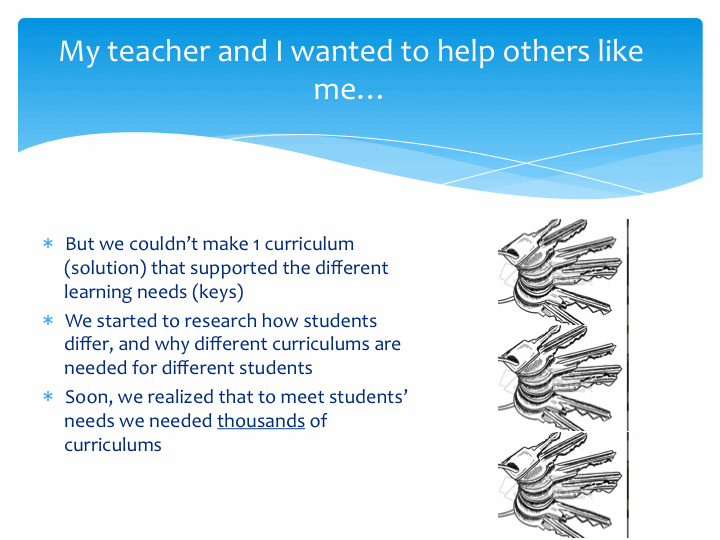 My teacher and I wanted to help others like
me…
* But we couldn’t make 1 curriculum
(solution) that supported the different
learning needs (keys)
* We started to research how students
differ, and why different curriculums are
needed for different students
* Soon, we realized that to meet students’
needs we needed thousands of
curriculums